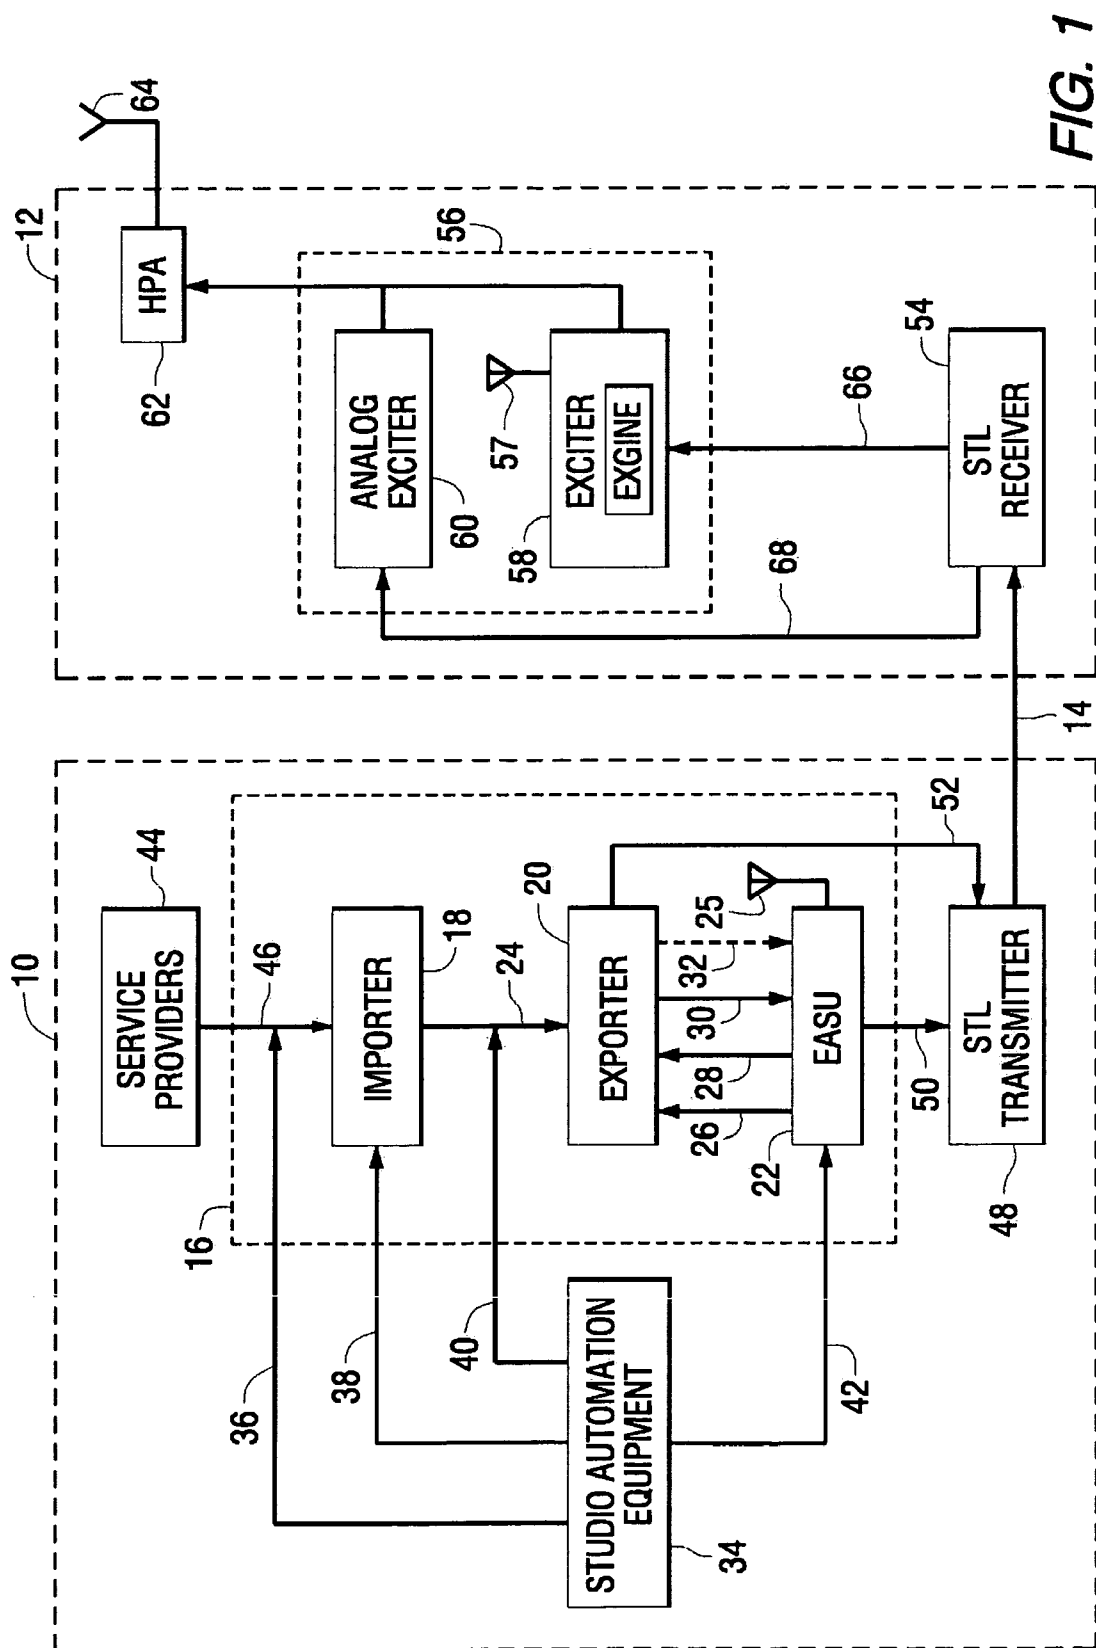 10
SERVICE
PROVIDERS
44
46
16
36
38
IMPORTER
18
40
24
STUDIO AUTOMATION
EQUIPMENT
34
EXPORTER
20
26
28
30
32
25
22
EASU
42
50
52
STL
TRANSMITTER
48
14
12
HPA
62
64
56
ANALOG
EXCITER
60
57
EXCITER
EXGINE
58
66
68
54
STL
RECEIVER
FIG. 1